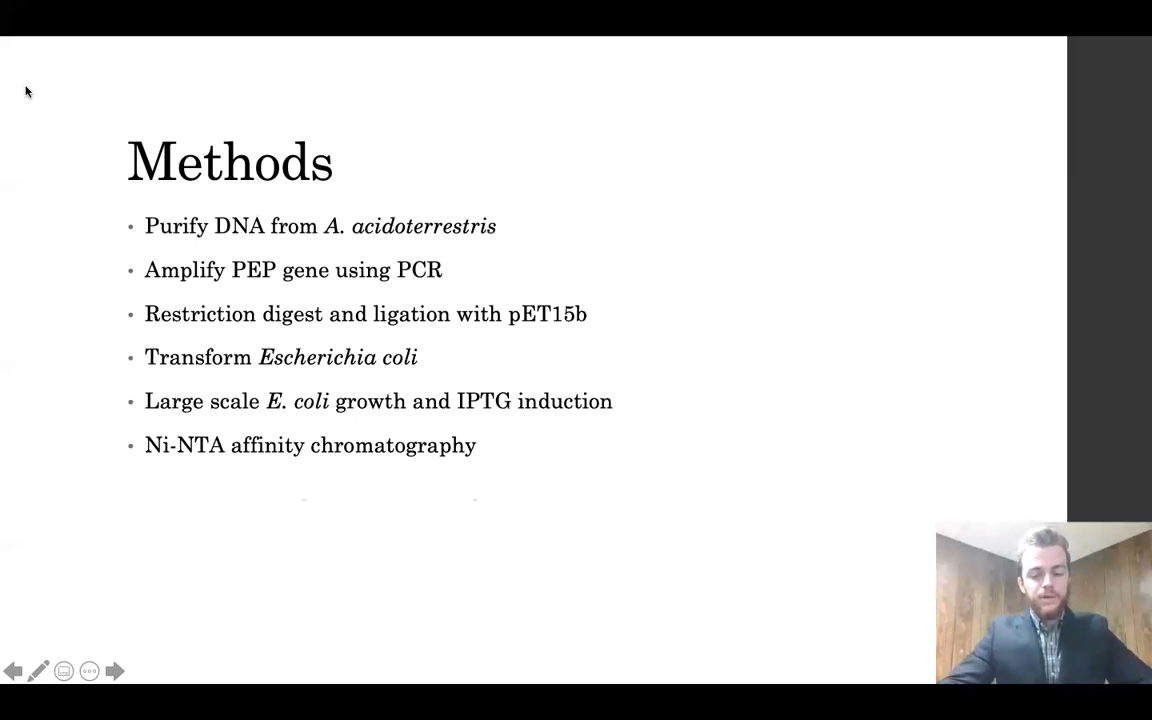 Methods
• Purify DNA from A. acidoterrestris
• Amplify PEP gene using PCR
• Restriction digest and ligation with pET15b
• Transform Escherichia coli
• Large scale E. coli growth and IPTG induction
• Ni-NTA affinity chromatography